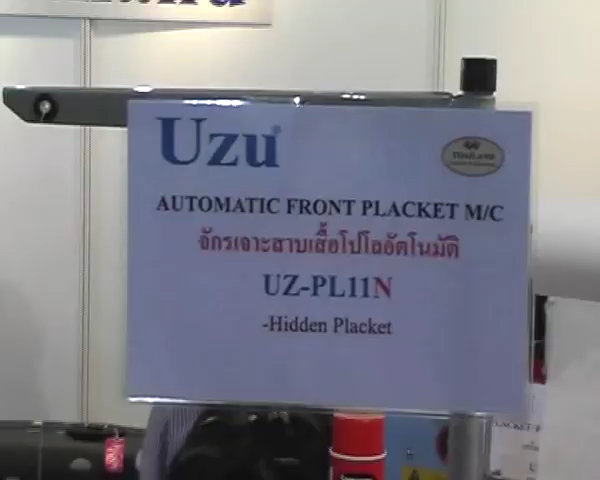 Uzu
THAILAND
AUTOMATIC FRONT PLACKET M/C
จักรเจาะสาบเสื้อโปโลอัตโนมัติ
UZ-PL11N
-Hidden Placket